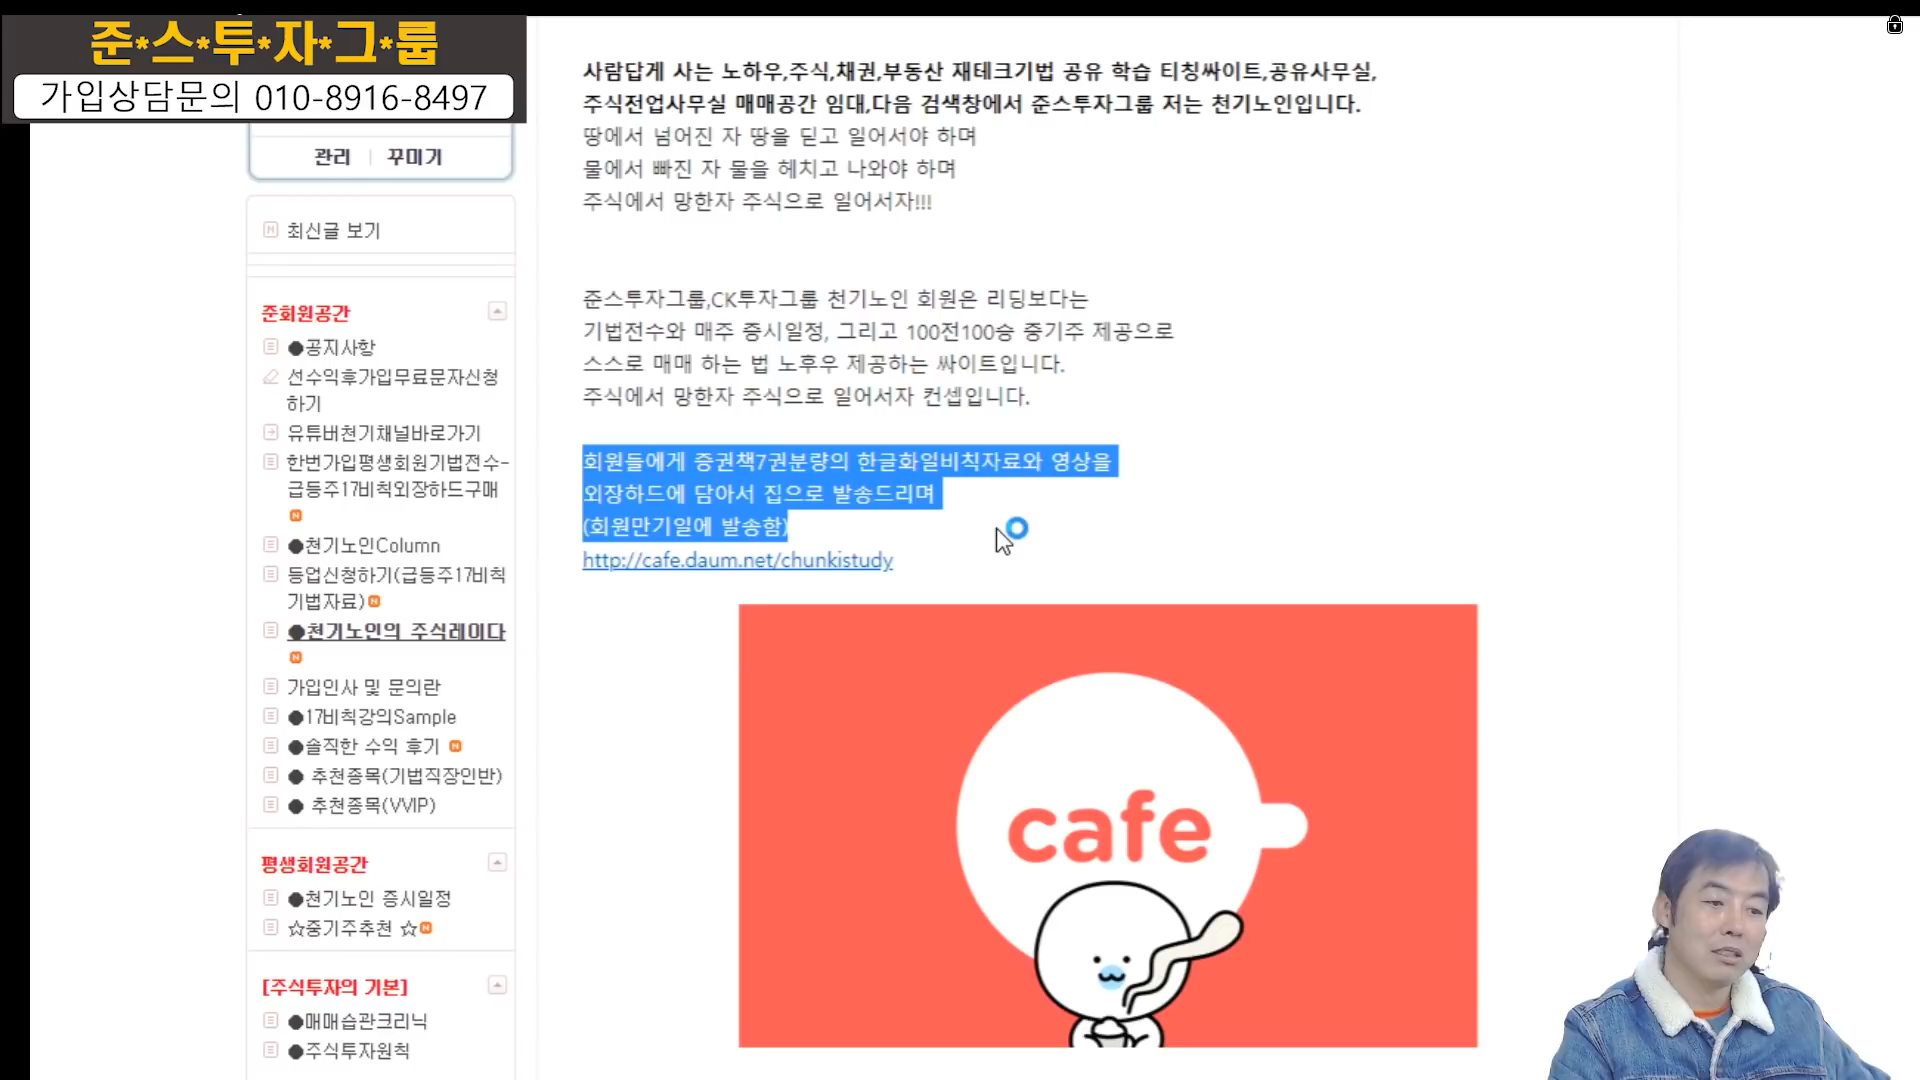 준*스*투*자*그*룹
가입상담문의 010-8916-8497
관리 | 꾸미기
최신글 보기
준회원공간
●공지사항
선수익후가입무료문자신청
하기
유튜버천기채널바로가기
한번가입평생회원기법전수-
급등주17비칙외장하드구매
●천기노인Column
등업신청하기(급등주17비칙
기법자료)
●천기노인의 주식레이다
가입인사 및 문의란
●17비칙강의Sample
●솔직한 수익 후기
● 추천종목(기법직장인반)
● 추천종목(VVIP)
평생회원공간
●천기노인 증시일정
☆중기주추천 ☆
[주식투자의 기본]
●매매습관크리닉
●주식투자원칙
사람답게 사는 노하우,주식,채권,부동산 재테크기법 공유 학습 티칭싸이트,공유사무실,
주식전업사무실 매매공간 임대,다음 검색창에서 준스투자그룹 저는 천기노인입니다.
땅에서 넘어진 자 땅을 딛고 일어서야 하며
물에서 빠진 자 물을 헤치고 나와야 하며
주식에서 망한자 주식으로 일어서자!!!
준스투자그룹,CK투자그룹 천기노인 회원은 리딩보다는
기법전수와 매주 증시일정, 그리고 100전100승 중기주 제공으로
스스로 매매 하는 법 노후우 제공하는 싸이트입니다.
주식에서 망한자 주식으로 일어서자 컨셉입니다.
회원들에게 증권책7권분량의 한글화일비칙자료와 영상을
외장하드에 담아서 집으로 발송드리며
(회원만기일에 발송함)
http://cafe.daum.net/chunkistudy
cafe